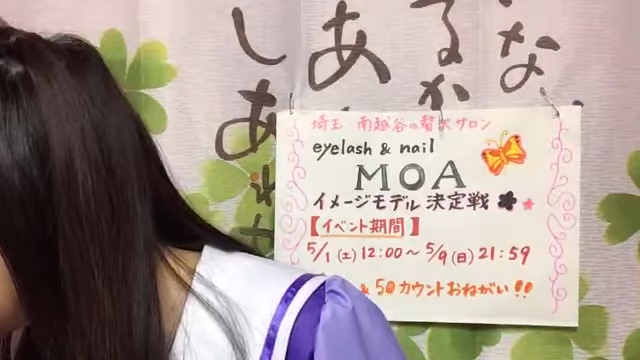 埼玉 南越谷の贅沢サロン
eyelash & nail
MOA
イメージモデル 決定戦
【イベント期間】
5/1(土)12:00〜5/9(日)21:59
& 50カウントおねがい!!